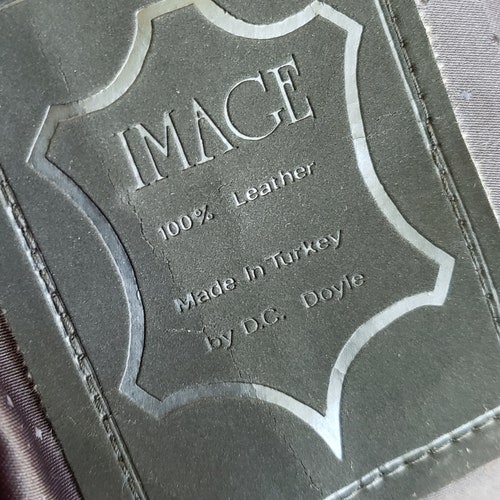 IMAGE
100% Leather
Made In Turkey
by D.C. Doyle